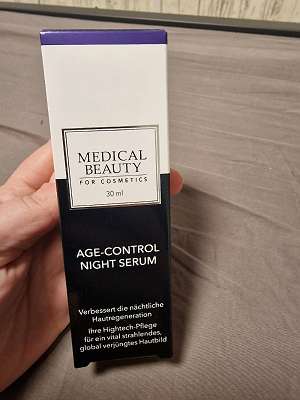 MEDICAL
BEAUTY
FOR COSMETICS
30 ml
AGE-CONTROL
NIGHT SERUM
Verbessert die nächtliche
Hautregeneration
Ihre Hightech-Pflege
für ein vital strahlendes,
global verjüngtes Hautbild